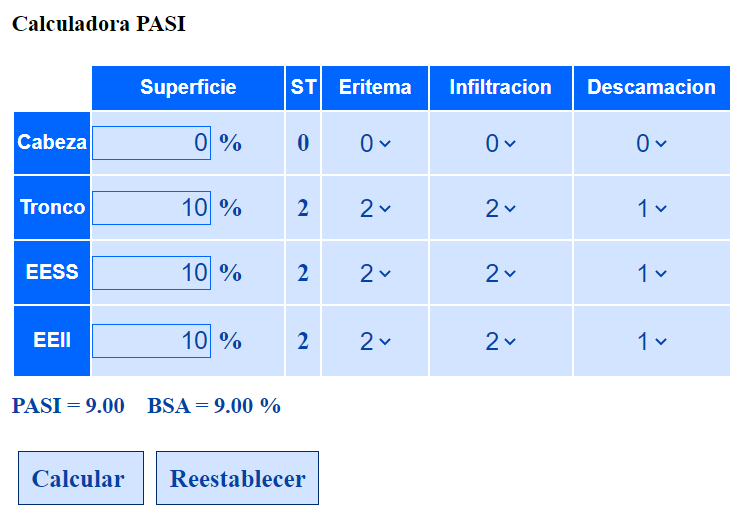 Calculadora PASI
Superficie ST Eritema Infiltracion Descamacion
Cabeza 0 % 0 0 0 0
Tronco 10 % 2 2 2 1
EESS 10 % 2 2 2 1
EEII 10 % 2 2 2 1
PASI = 9.00 BSA = 9.00 %
Calcular Reestablecer